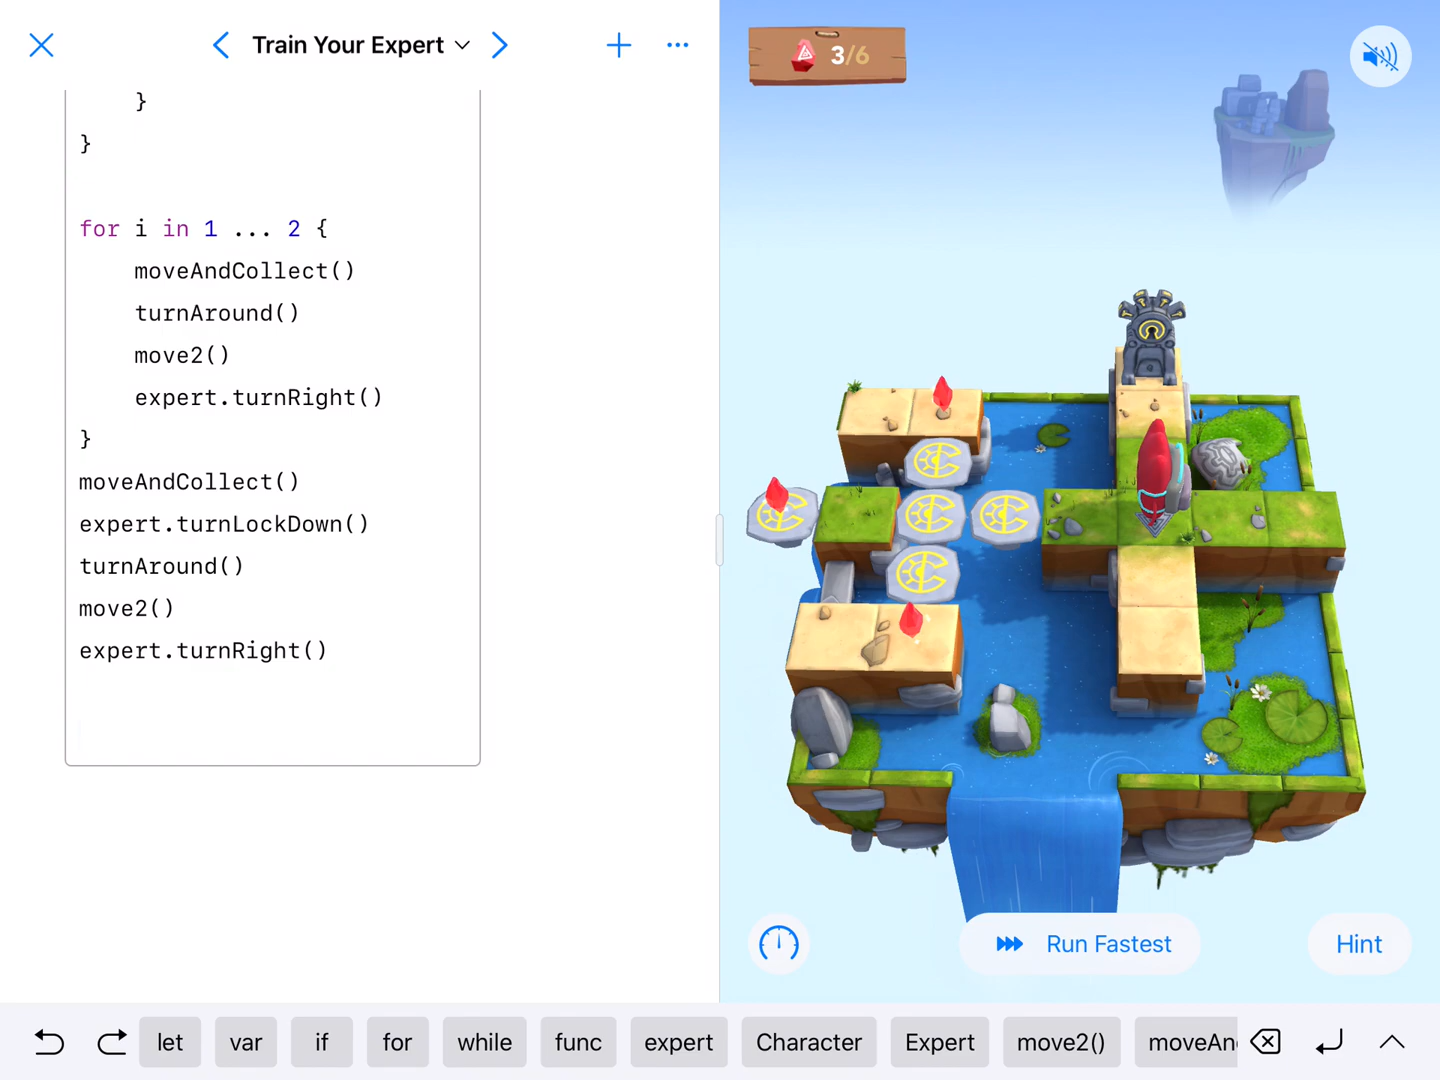 Train Your Expert
}
}
for i in 1 ... 2 {
moveAndCollect()
turnAround()
move2()
expert.turnRight()
}
moveAndCollect()
expert.turnLockDown()
turnAround()
move2()
expert.turnRight()
3/6
Run Fastest
Hint
let var if for while func expert Character Expert move2() moveAn